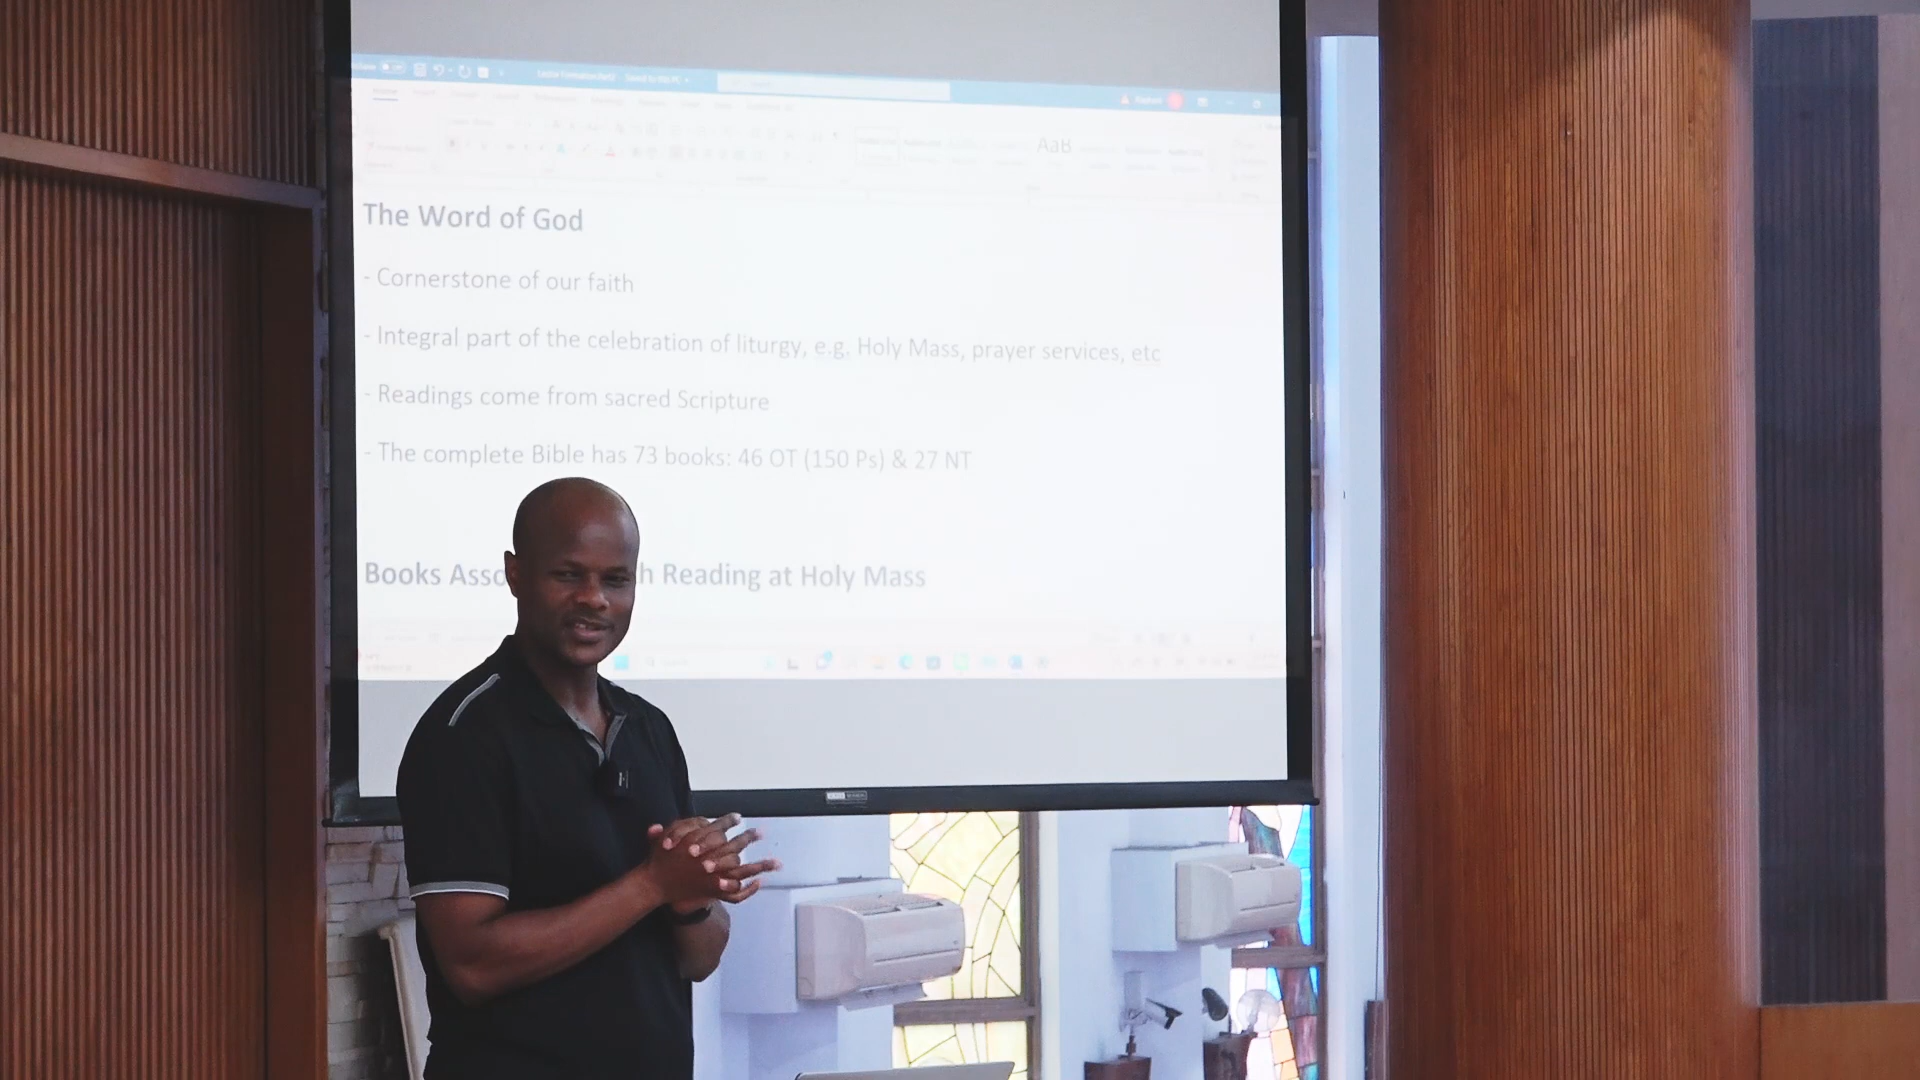 AaB
The Word of God
- Cornerstone of our faith
- Integral part of the celebration of liturgy, e.g. Holy Mass, prayer services, etc
- Readings come from sacred Scripture
- The complete Bible has 73 books: 46 OT (150 Ps) & 27 NT
Books Asso h Reading at Holy Mass